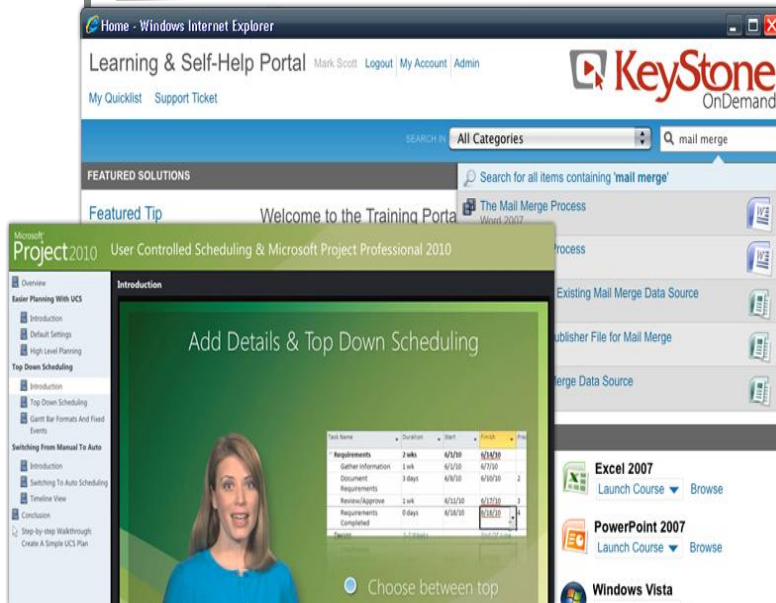 Home - Windows Internet Explorer
Learning & Self-Help Portal Mark Scott Logout My Account Admin
KeyStone
OnDemand
My Quicklist Support Ticket
SEARCH IN All Categories mail merge
FEATURED SOLUTIONS
Search for all items containing 'mail merge'
Featured Tip
Welcome to the Training Porta
The Mail Merge Process
Word 2007
rocess
Existing Mail Merge Data Source
ublisher File for Mail Merge
erge Data Source
Excel 2007
Launch Course Browse
PowerPoint 2007
Launch Course Browse
Windows Vista
Microsoft
Project 2010 User Controlled Scheduling & Microsoft Project Professional 2010
Overview
Easier Planning With UCS
Introduction
Default Settings
High Level Planning
Top Down Scheduling
Introduction
Top Down Scheduling
Gantt Bar Formats And Fixed
Events
Switching From Manual To Auto
Introduction
Switching To Auto Scheduling
Timeline View
Conclusion
Step-by-step Walkthrough:
Create A Simple UCS Plan
Introduction
Add Details & Top Down Scheduling
Task Name Duration Start Finish
Requirements 2 wks 6/1/10 6/14/10
Gather Information 1 wk 6/1/10 6/7/10
Document 3 days 6/8/10 6/10/10 2
Requirements
Review/Approve 1 wk 6/11/10 6/17/10 3
Requirements 0 days 6/18/10 6/18/10 4
Completed
Choose between top